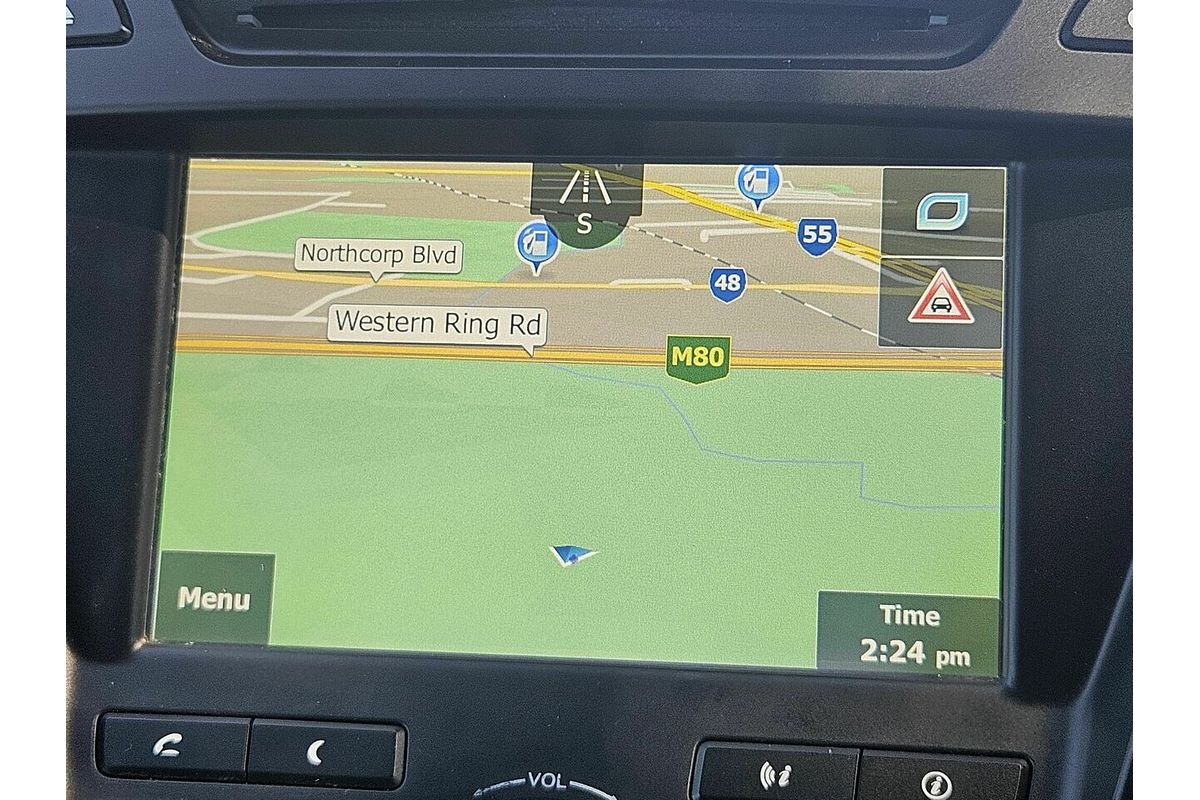 S
55
Northcorp Blvd
48
Western Ring Rd
M80
Menu
Time
2:24 pm
VOL